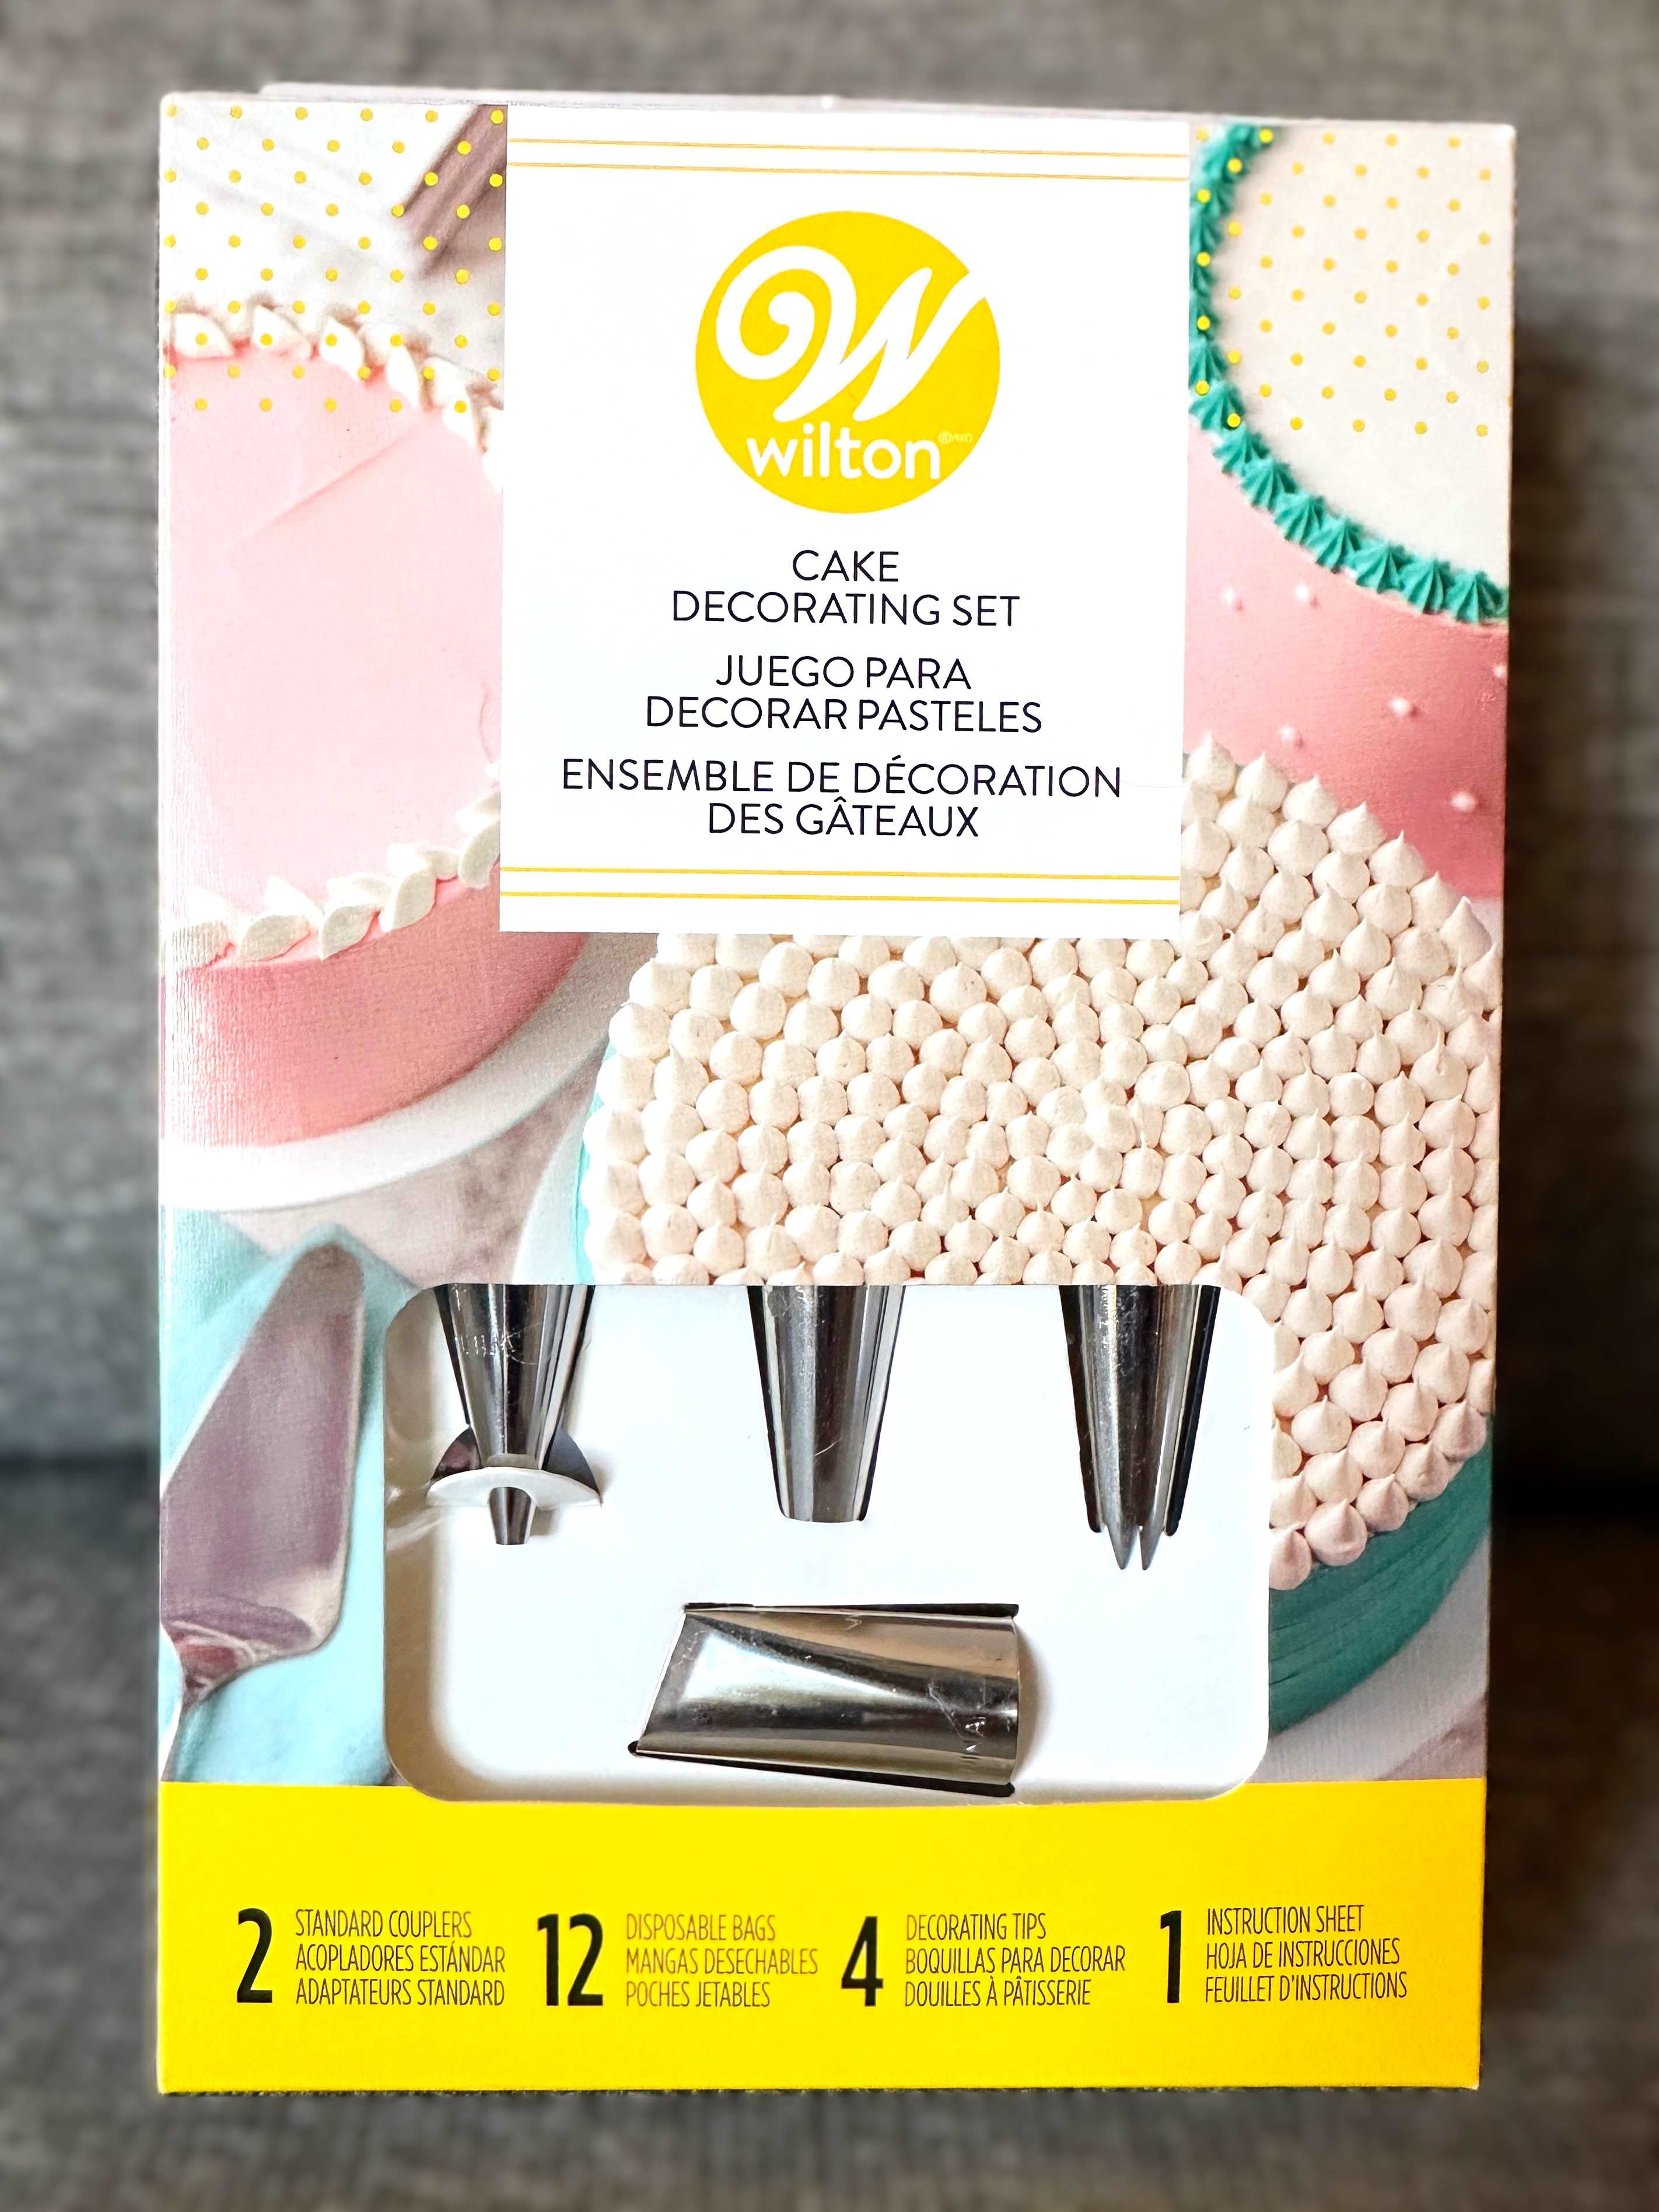 wilton
CAKE
DECORATING SET
JUEGO PARA
DECORAR PASTELES
ENSEMBLE DE DÉCORATION
DES GÂTEAUX
2
STANDARD COUPLERS
ACOPLADORES ESTÁNDAR
ADAPTATEURS STANDARD
12
DISPOSABLE BAGS
MANGAS DESECHABLES
POCHES JETABLES
4
DECORATING TIPS
BOQUILLAS PARA DECORAR
DOUILLES À PÂTISSERIE
1
INSTRUCTION SHEET
HOJA DE INSTRUCCIONES
FEUILLET D'INSTRUCTIONS